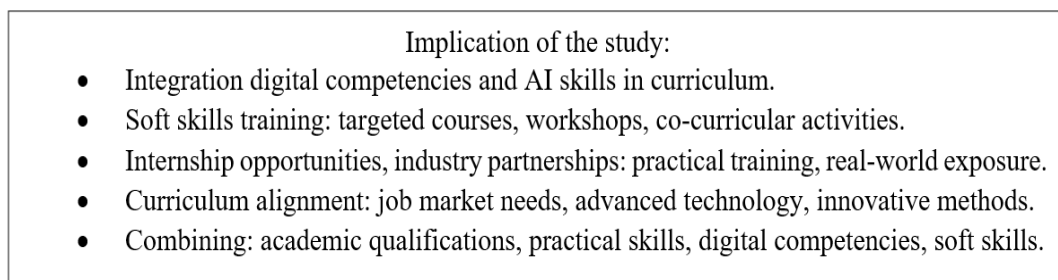 Implication of the study:
• Integration digital competencies and AI skills in curriculum.
• Soft skills training: targeted courses, workshops, co-curricular activities.
• Internship opportunities, industry partnerships: practical training, real-world exposure.
• Curriculum alignment: job market needs, advanced technology, innovative methods.
• Combining: academic qualifications, practical skills, digital competencies, soft skills.